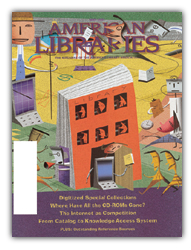 AMERICAN
LIBRARIES
Digitized Special Collections
Where Have All the CD-ROMs Gone?
The Internet as Competition
From Catalog to Knowledge Access System
PLUS: Outstanding Reference Sources